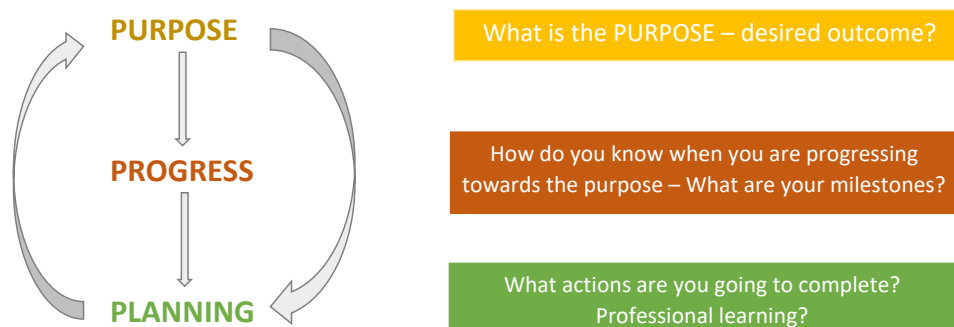 PURPOSE
What is the PURPOSE – desired outcome?
PROGRESS
How do you know when you are progressing
towards the purpose – What are your milestones?
PLANNING
What actions are you going to complete?
Professional learning?